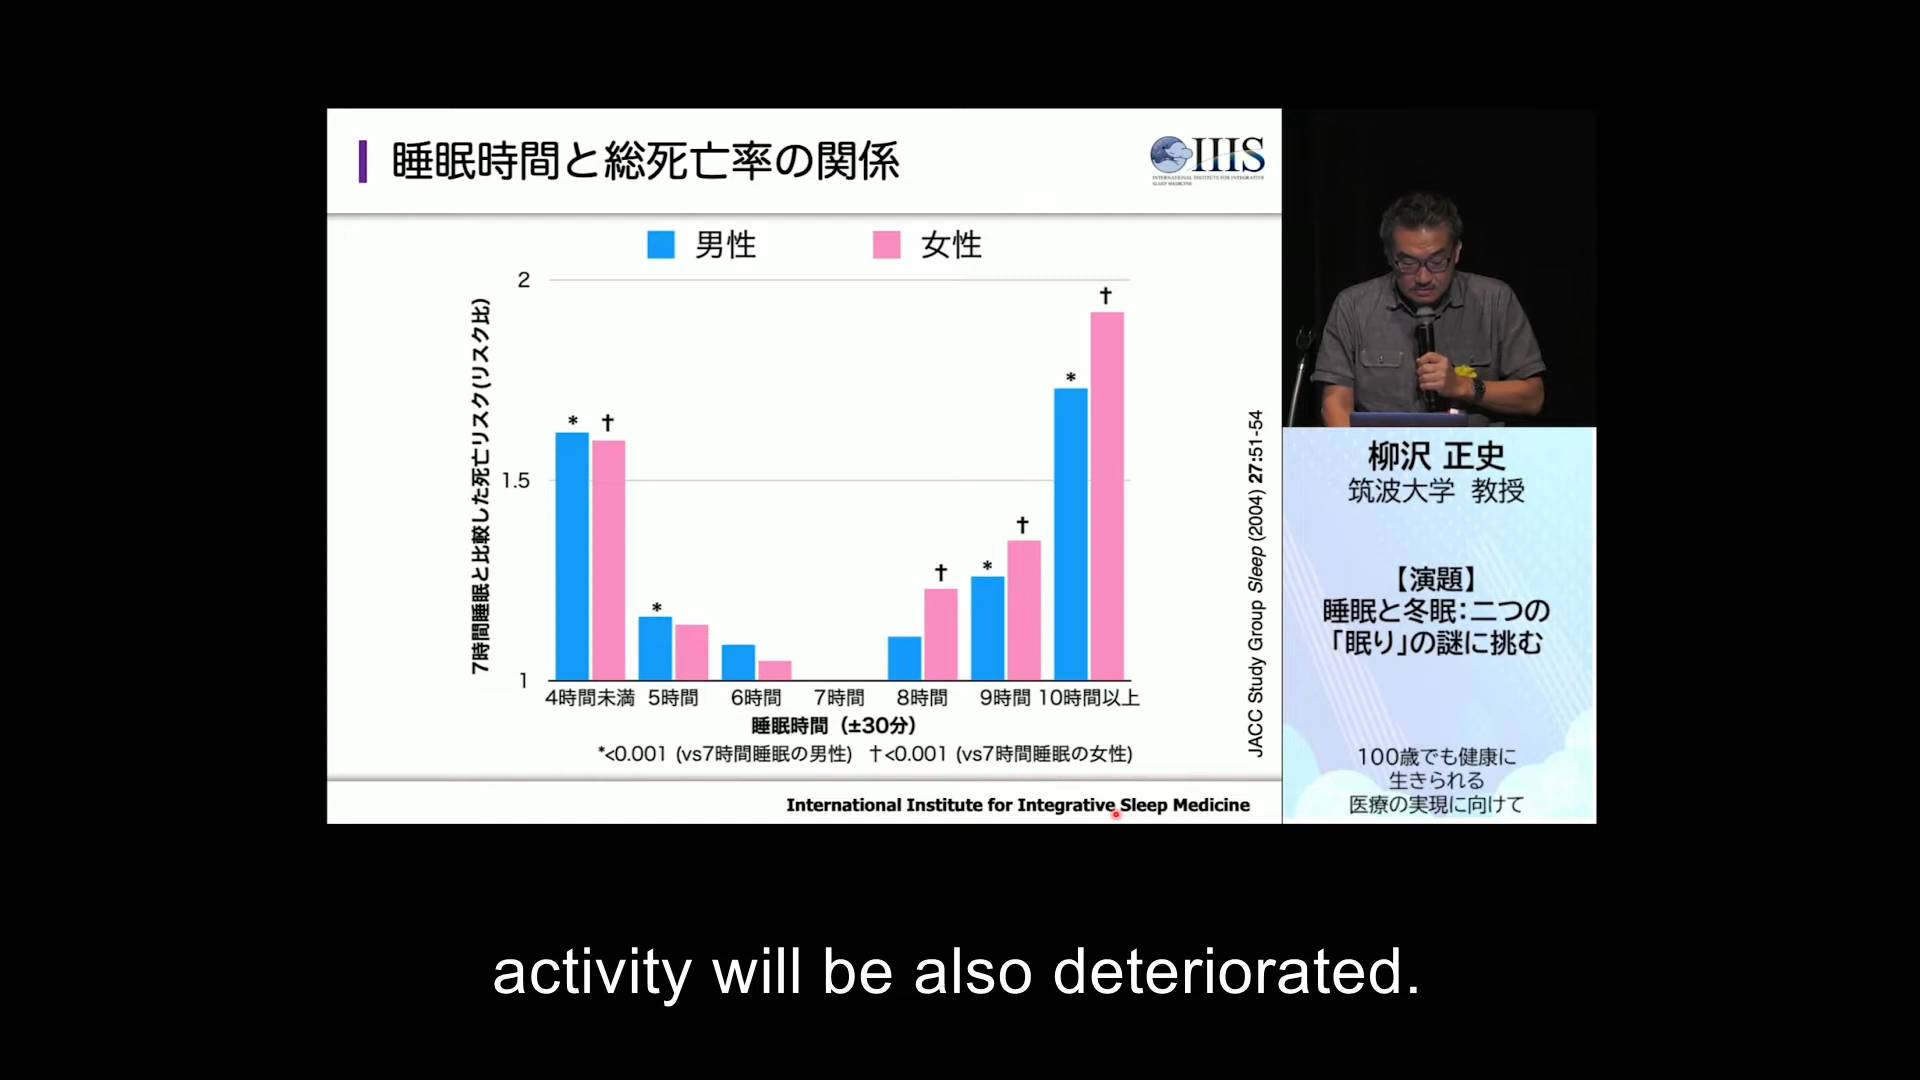 睡眠時間と総死亡率の関係
IIIS
INTERNATIONAL INSTITUTE FOR INTEGRATIVE
SLEEP MEDICINE
男性
女性
7時間睡眠と比較した死亡リスク(リスク比)
2
1.5
1
* †
*
†
* †
* †
4時間未満 5時間 6時間 7時間 8時間 9時間 10時間以上
睡眠時間（±30分）
*<0.001 (vs7時間睡眠の男性) †<0.001 (vs7時間睡眠の女性)
JACC Study Group Sleep (2004) 27:51-54
International Institute for Integrative Sleep Medicine
柳沢 正史
筑波大学 教授
【演題】
睡眠と冬眠：二つの
「眠り」の謎に挑む
100歳でも健康に
生きられる
医療の実現に向けて
activity will be also deteriorated.